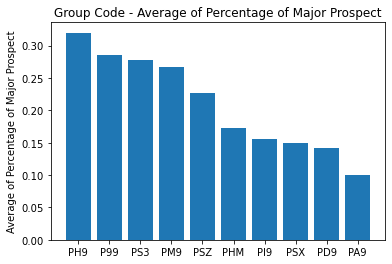 Group Code - Average of Percentage of Major Prospect
Average of Percentage of Major Prospect
0.30
0.25
0.20
0.15
0.10
0.05
0.00
PH9 P99 PS3 PM9 PSZ PHM PI9 PSX PD9 PA9